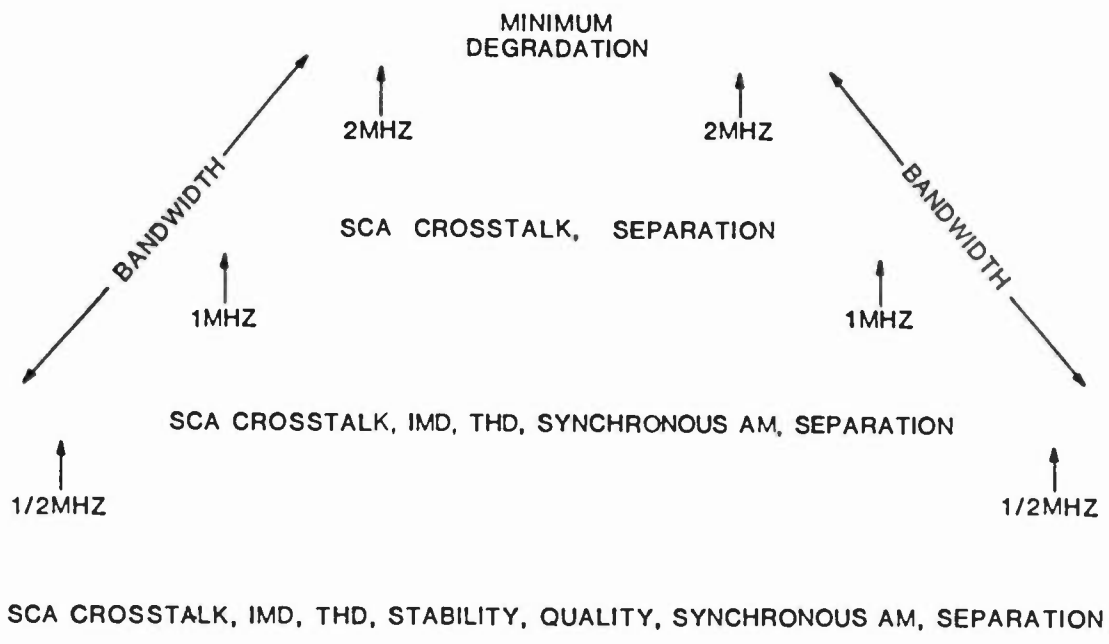 MINIMUM
DEGRADATION
2MHZ
2MHZ
BANDWIDTH
BANDWIDTH
SCA CROSSTALK, SEPARATION
1MHZ
1MHZ
SCA CROSSTALK, IMD, THD, SYNCHRONOUS AM, SEPARATION
1/2MHZ
1/2MHZ
SCA CROSSTALK, IMD, THD, STABILITY, QUALITY, SYNCHRONOUS AM, SEPARATION